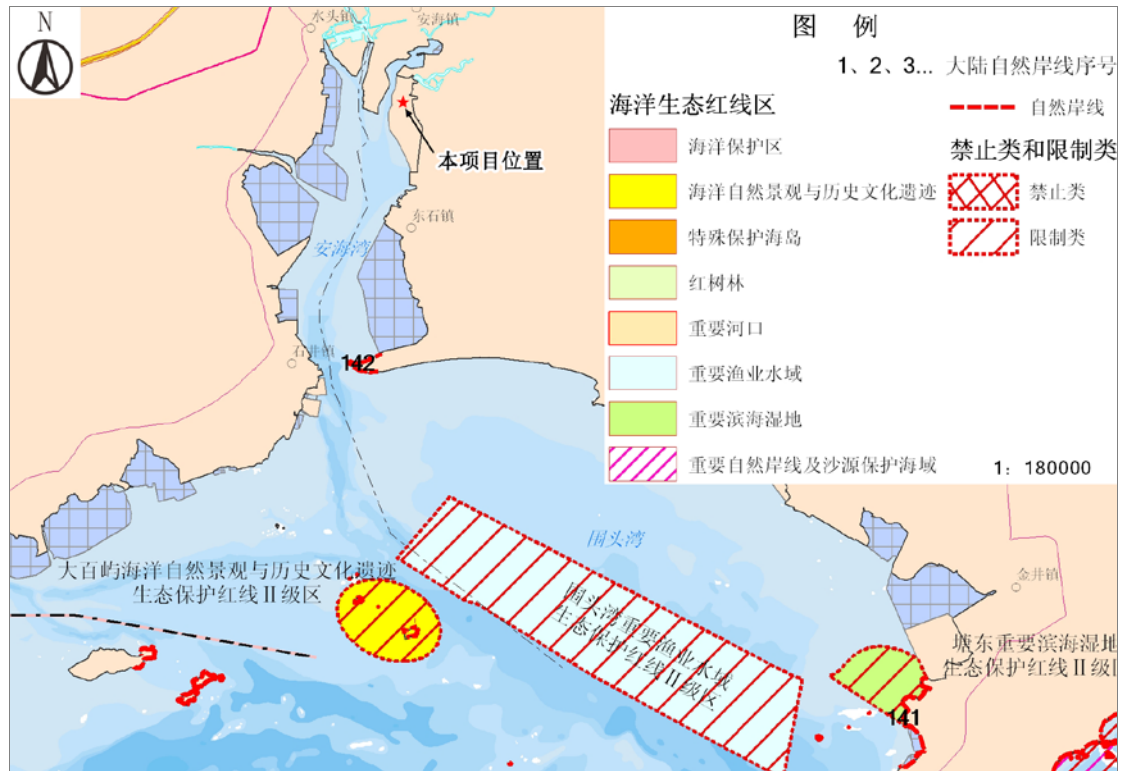 N
水头镇
安海镇
本项目位置
东石镇
安海湾
石井镇
142
围头湾
大百屿海洋自然景观与历史文化遗迹
生态保护红线Ⅱ级区
围头湾重要渔业水域
生态保护红线Ⅱ级区
金井镇
塘东重要滨海湿地
生态保护红线Ⅱ级区
141
图 例
1、2、3... 大陆自然岸线序号
海洋生态红线区
海洋保护区
海洋自然景观与历史文化遗迹
特殊保护海岛
红树林
重要河口
重要渔业水域
重要滨海湿地
重要自然岸线及沙源保护海域
自然岸线
禁止类和限制类
禁止类
限制类
1: 180000